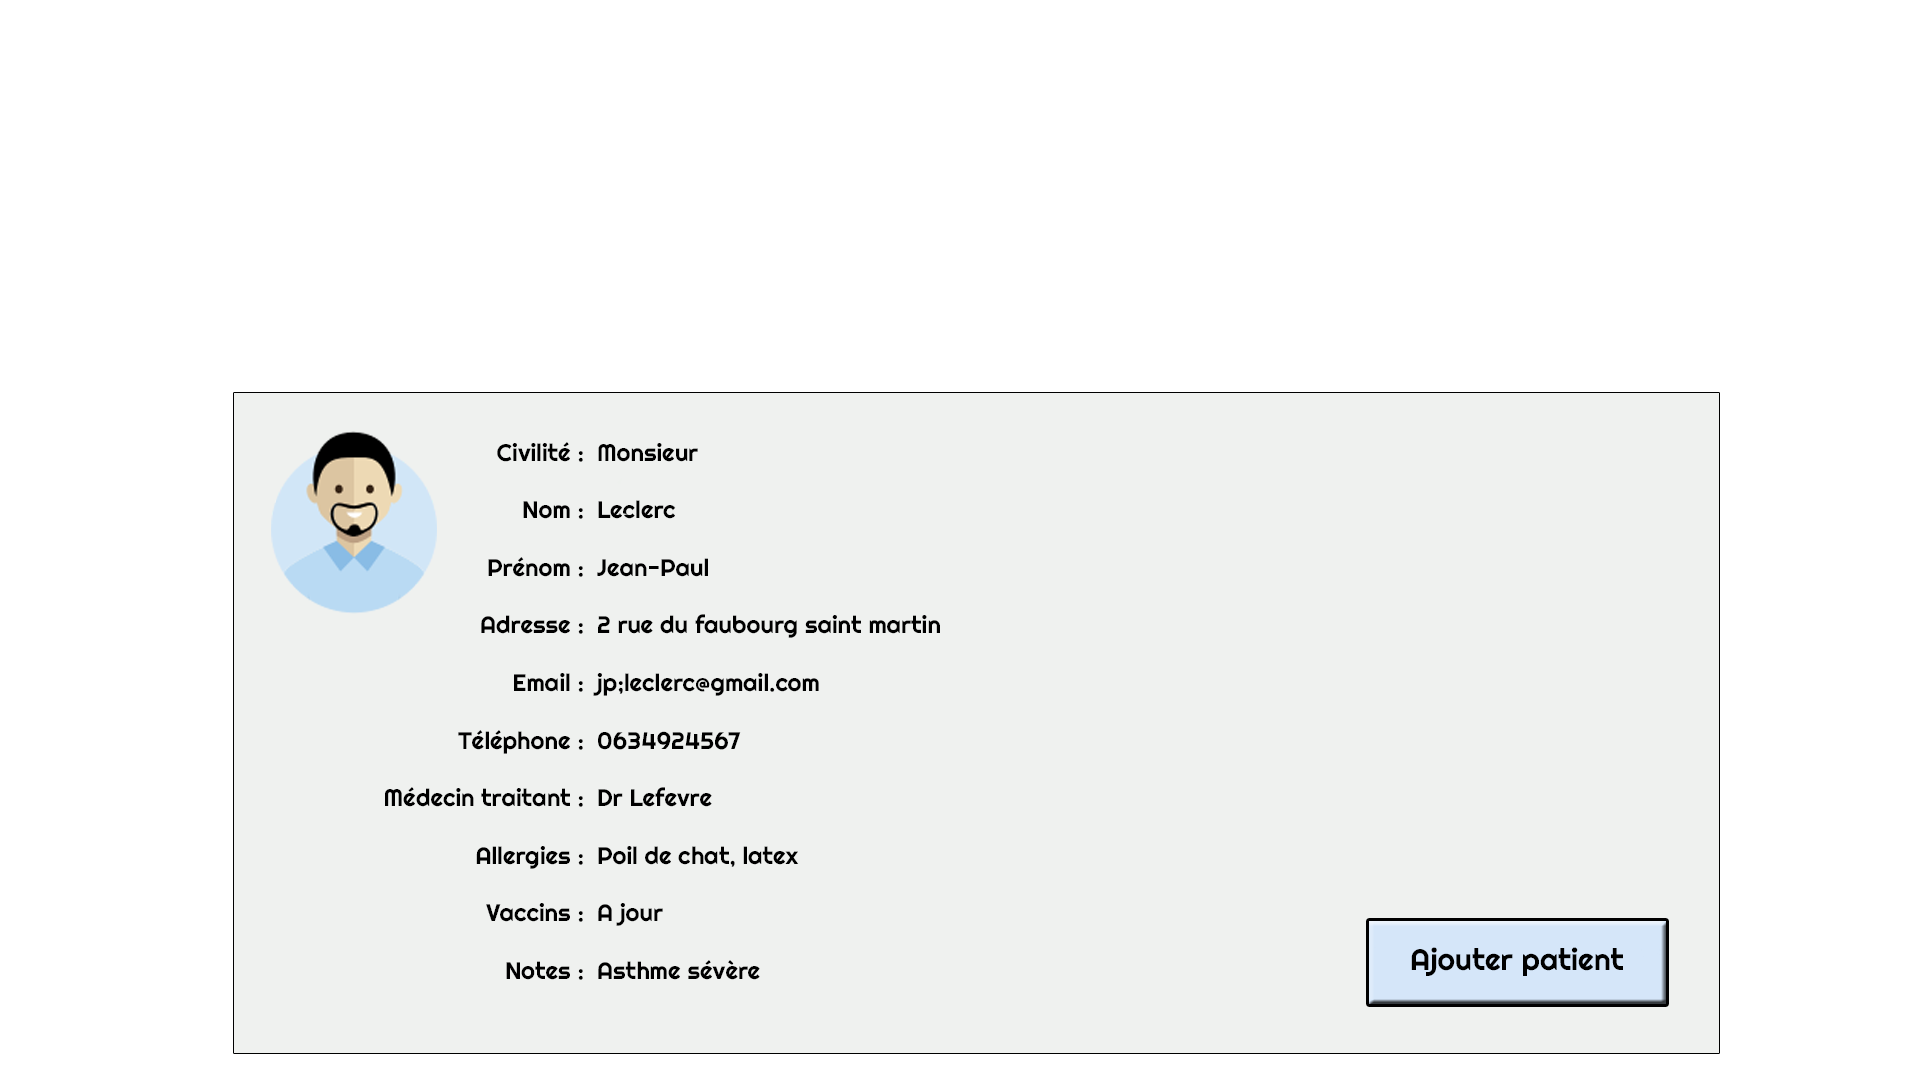 Civilité : Monsieur
Nom : Leclerc
Prénom : Jean-Paul
Adresse : 2 rue du faubourg saint martin
Email : jp;leclerc@gmail.com
Téléphone : 0634924567
Médecin traitant : Dr Lefevre
Allergies : Poil de chat, latex
Vaccins : A jour
Notes : Asthme sévère
Ajouter patient